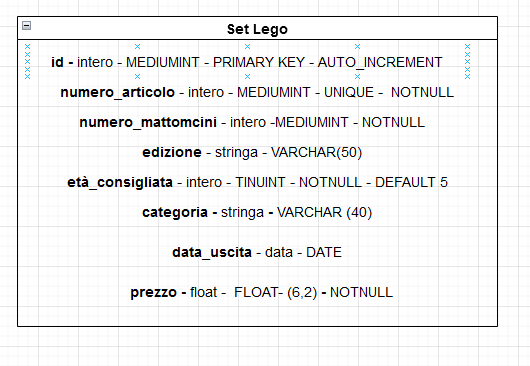 Set Lego
id - intero - MEDIUMINT - PRIMARY KEY - AUTO_INCREMENT
numero_articolo - intero - MEDIUMINT - UNIQUE - NOTNULL
numero_mattomcini - intero -MEDIUMINT - NOTNULL
edizione - stringa - VARCHAR(50)
età_consigliata - intero - TINUINT - NOTNULL - DEFAULT 5
categoria - stringa - VARCHAR (40)
data_uscita - data - DATE
prezzo - float - FLOAT- (6,2) - NOTNULL